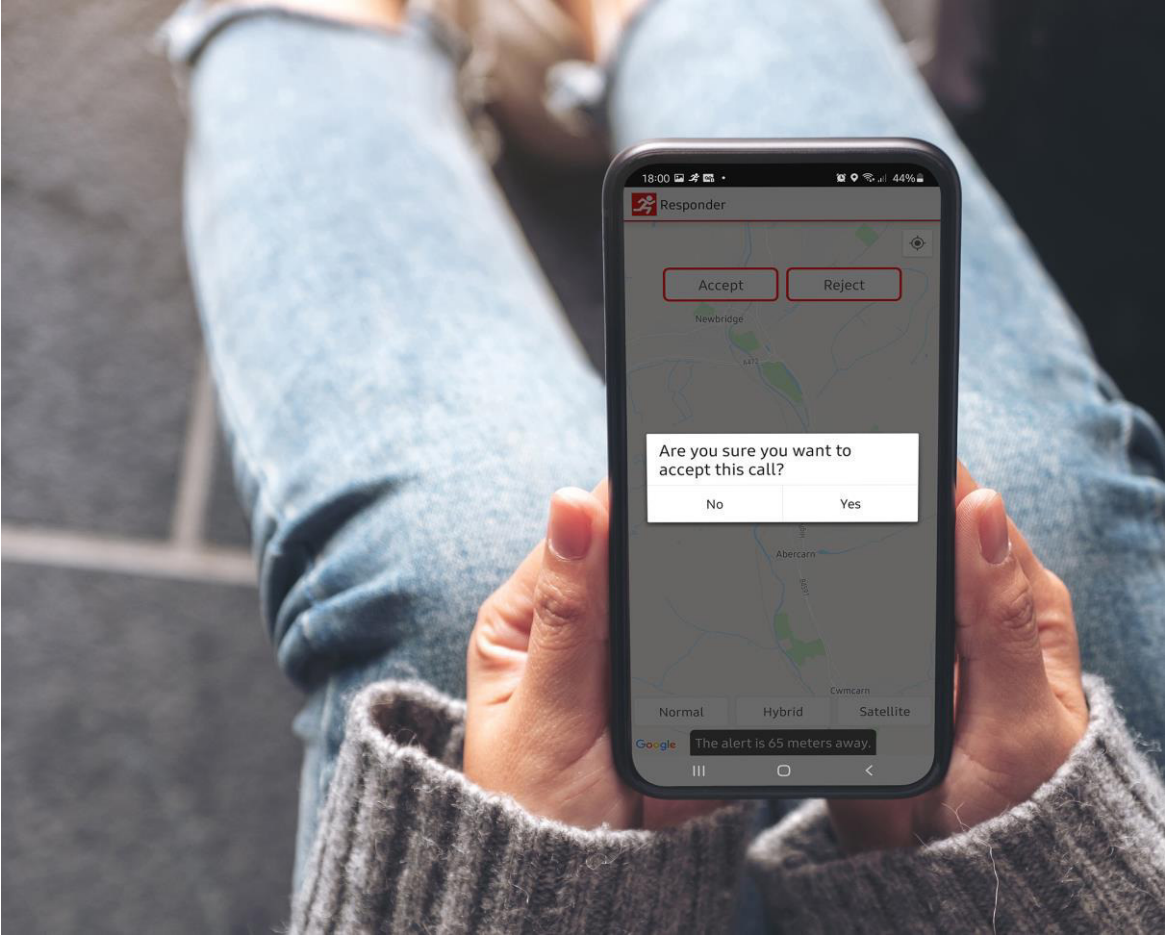 18:00
44%
Responder
Accept Reject
Newbridge
A472
Are you sure you want to
accept this call?
No Yes
Abercarn
Cwmcarn
Normal Hybrid Satellite
Google The alert is 65 meters away.